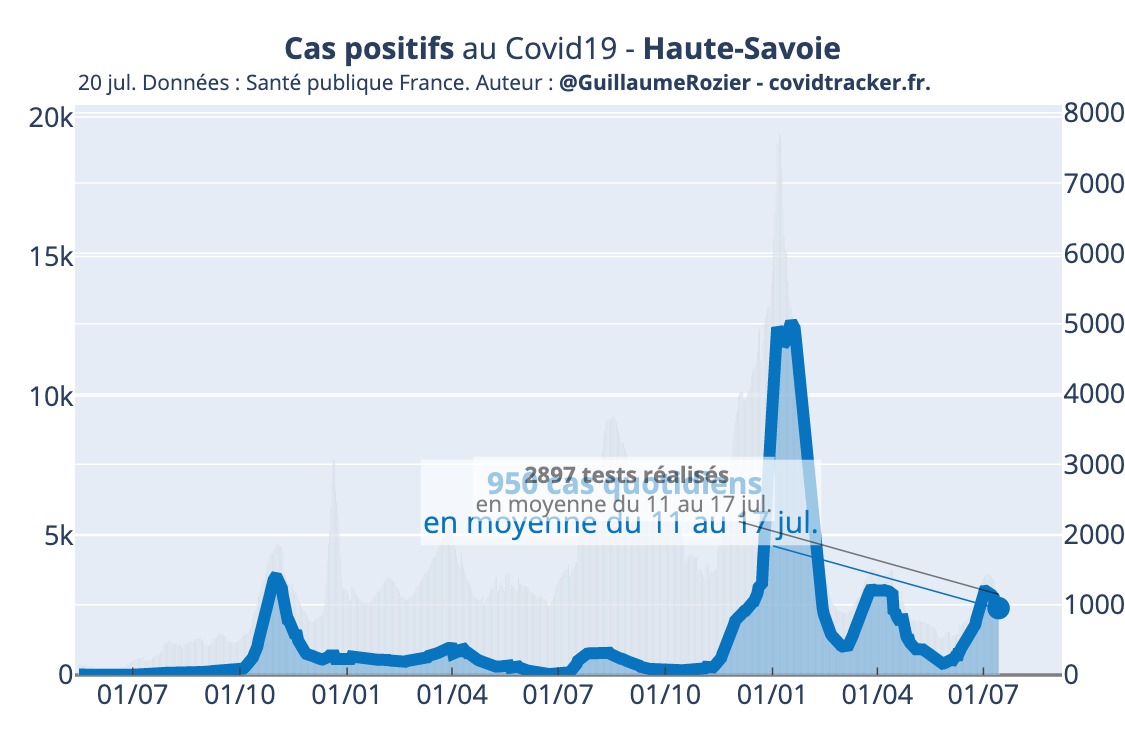 Cas positifs au Covid19 - Haute-Savoie
20 jul. Données : Santé publique France. Auteur : @GuillaumeRozier - covidtracker.fr.
20k
15k
10k
5k
0
8000
7000
6000
5000
4000
3000
2000
1000
0
2897 tests réalisés
en moyenne du 11 au 17 jul.
950 cas quotidiens
en moyenne du 11 au 17 jul.
01/07 01/10 01/01 01/04 01/07 01/10 01/01 01/04 01/07